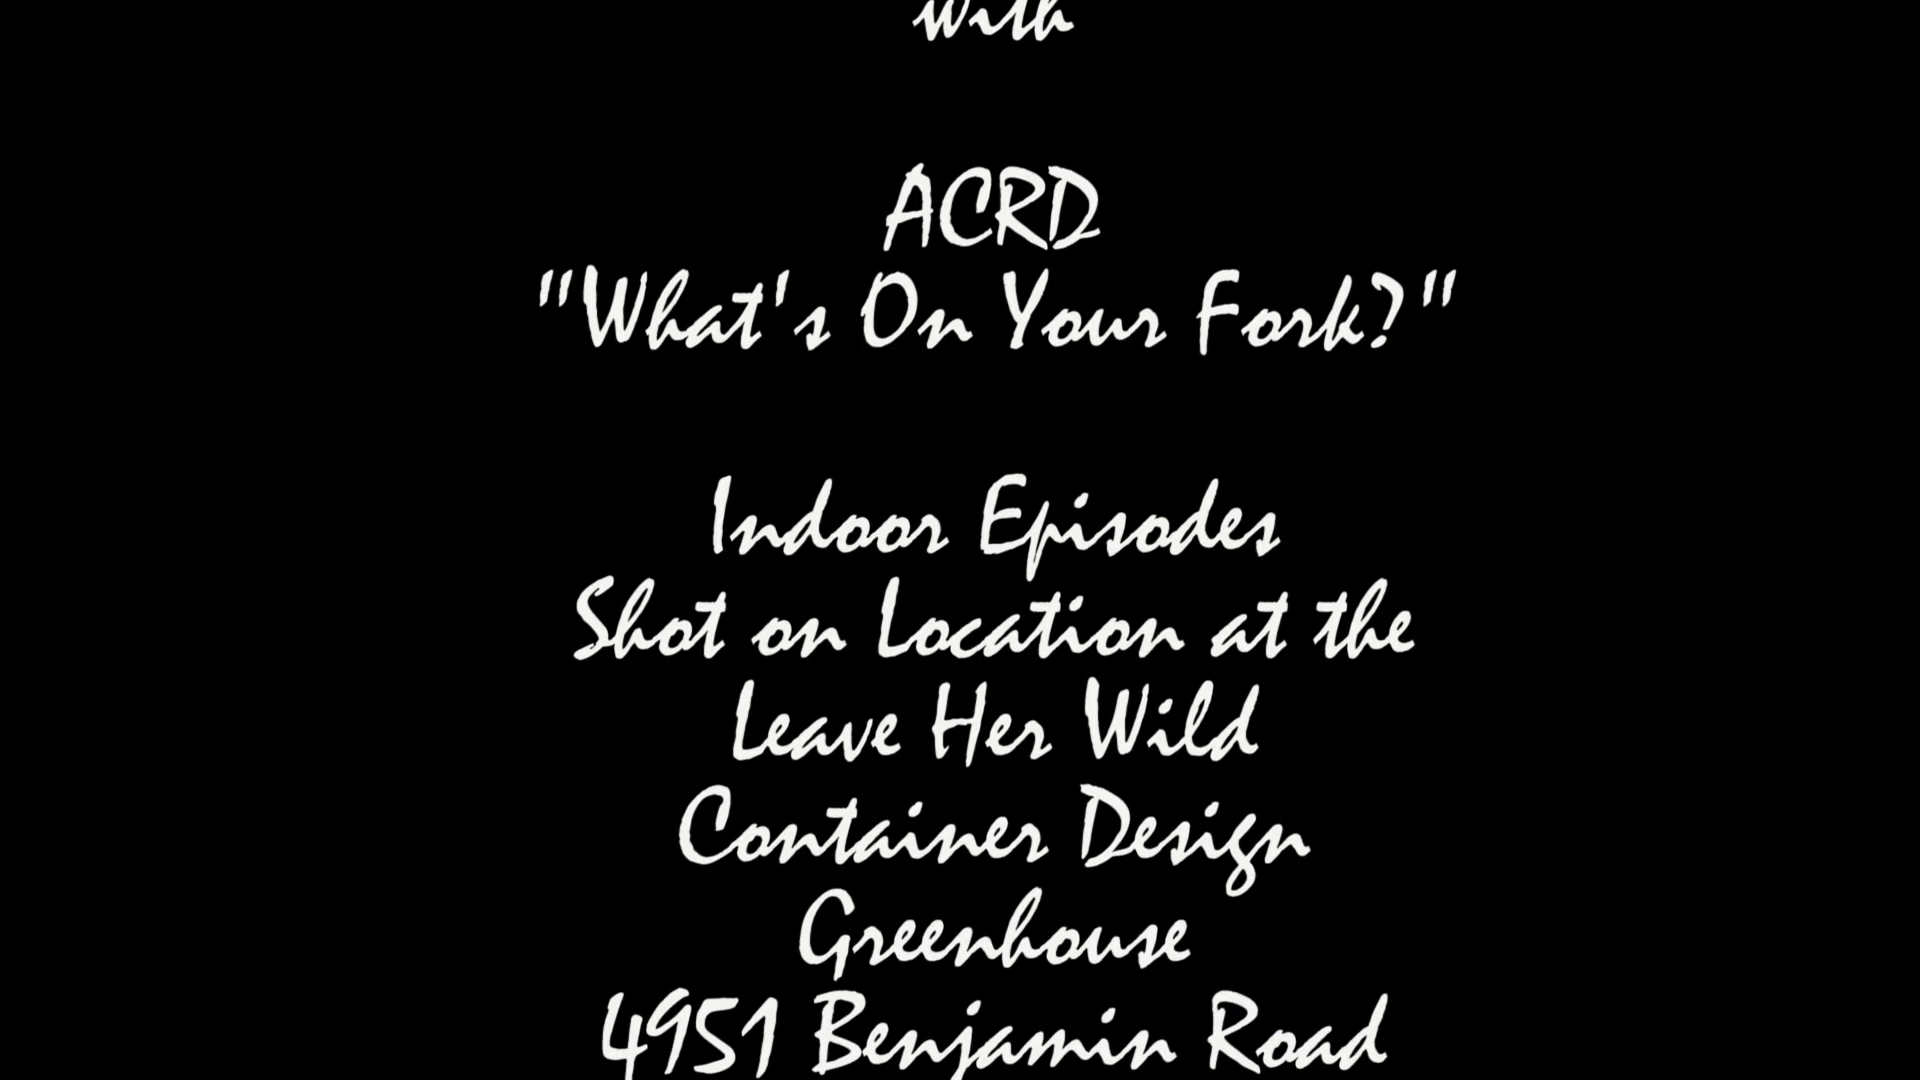 with
ACRD
"What's On Your Fork?"
Indoor Episodes
Shot on Location at the
Leave Her Wild
Container Design
Greenhouse
4951 Benjamin Road